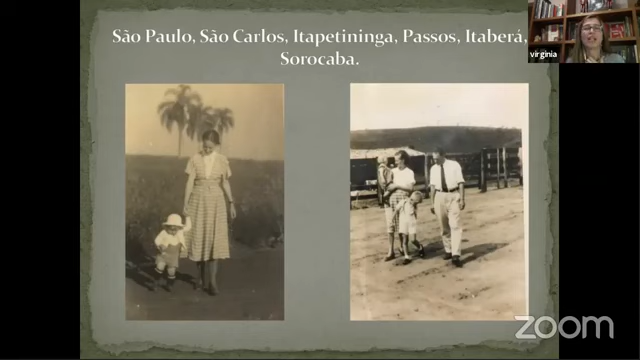 São Paulo, São Carlos, Itapetininga, Passos, Itaberá,
Sorocaba.
virginia
zoom